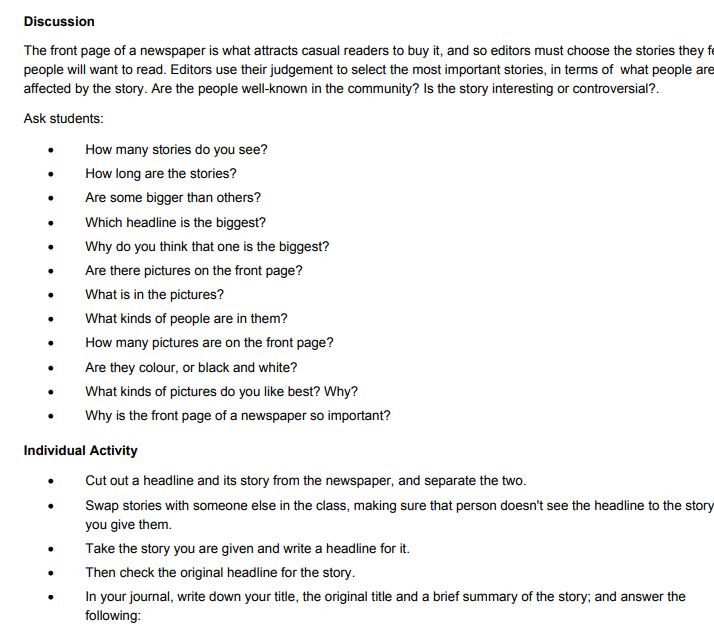 Discussion
The front page of a newspaper is what attracts casual readers to buy it, and so editors must choose the stories they
people will want to read. Editors use their judgement to select the most important stories, in terms of what people are
affected by the story. Are the people well-known in the community? Is the story interesting or controversial?.
Ask students:
• How many stories do you see?
• How long are the stories?
• Are some bigger than others?
• Which headline is the biggest?
• Why do you think that one is the biggest?
• Are there pictures on the front page?
• What is in the pictures?
• What kinds of people are in them?
• How many pictures are on the front page?
• Are they colour, or black and white?
• What kinds of pictures do you like best? Why?
• Why is the front page of a newspaper so important?
Individual Activity
• Cut out a headline and its story from the newspaper, and separate the two.
• Swap stories with someone else in the class, making sure that person doesn't see the headline to the story
you give them.
• Take the story you are given and write a headline for it.
• Then check the original headline for the story.
• In your journal, write down your title, the original title and a brief summary of the story; and answer the
following: